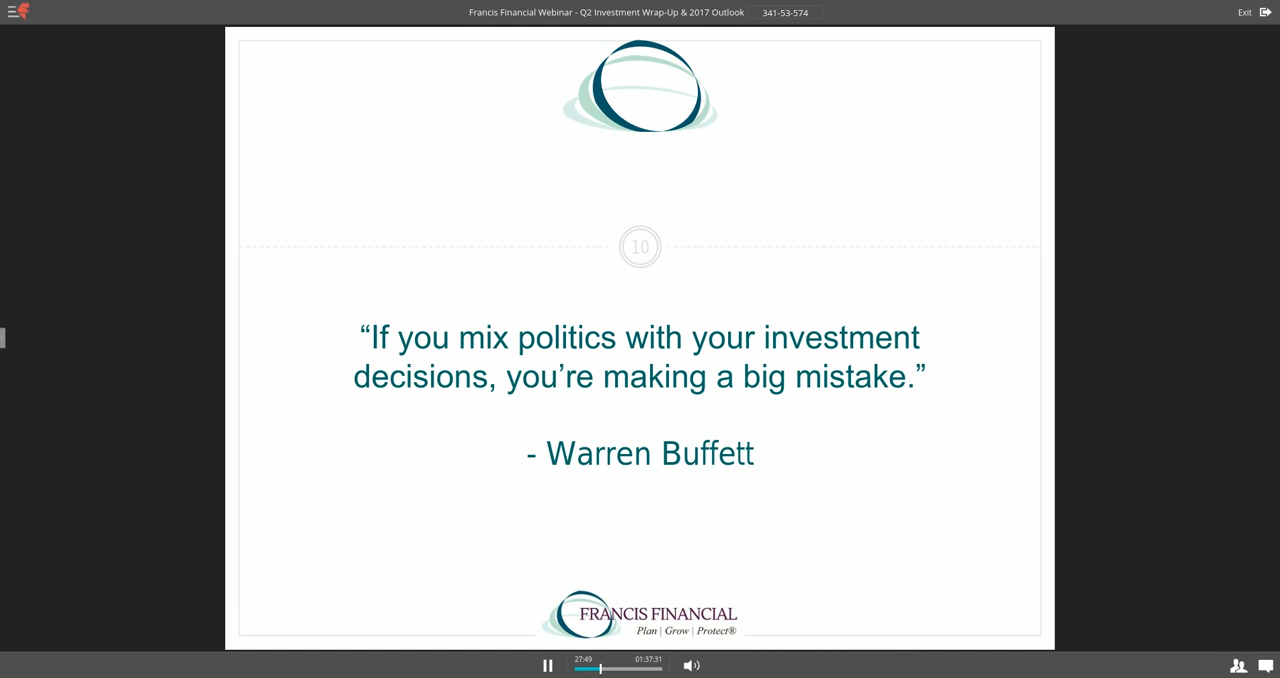 Francis Financial Webinar - Q2 Investment Wrap-Up & 2017 Outlook 341-53-574 Exit
10
“If you mix politics with your investment
decisions, you’re making a big mistake.”
- Warren Buffett
FRANCIS FINANCIAL
Plan | Grow | Protect®
27:49 01:37:31